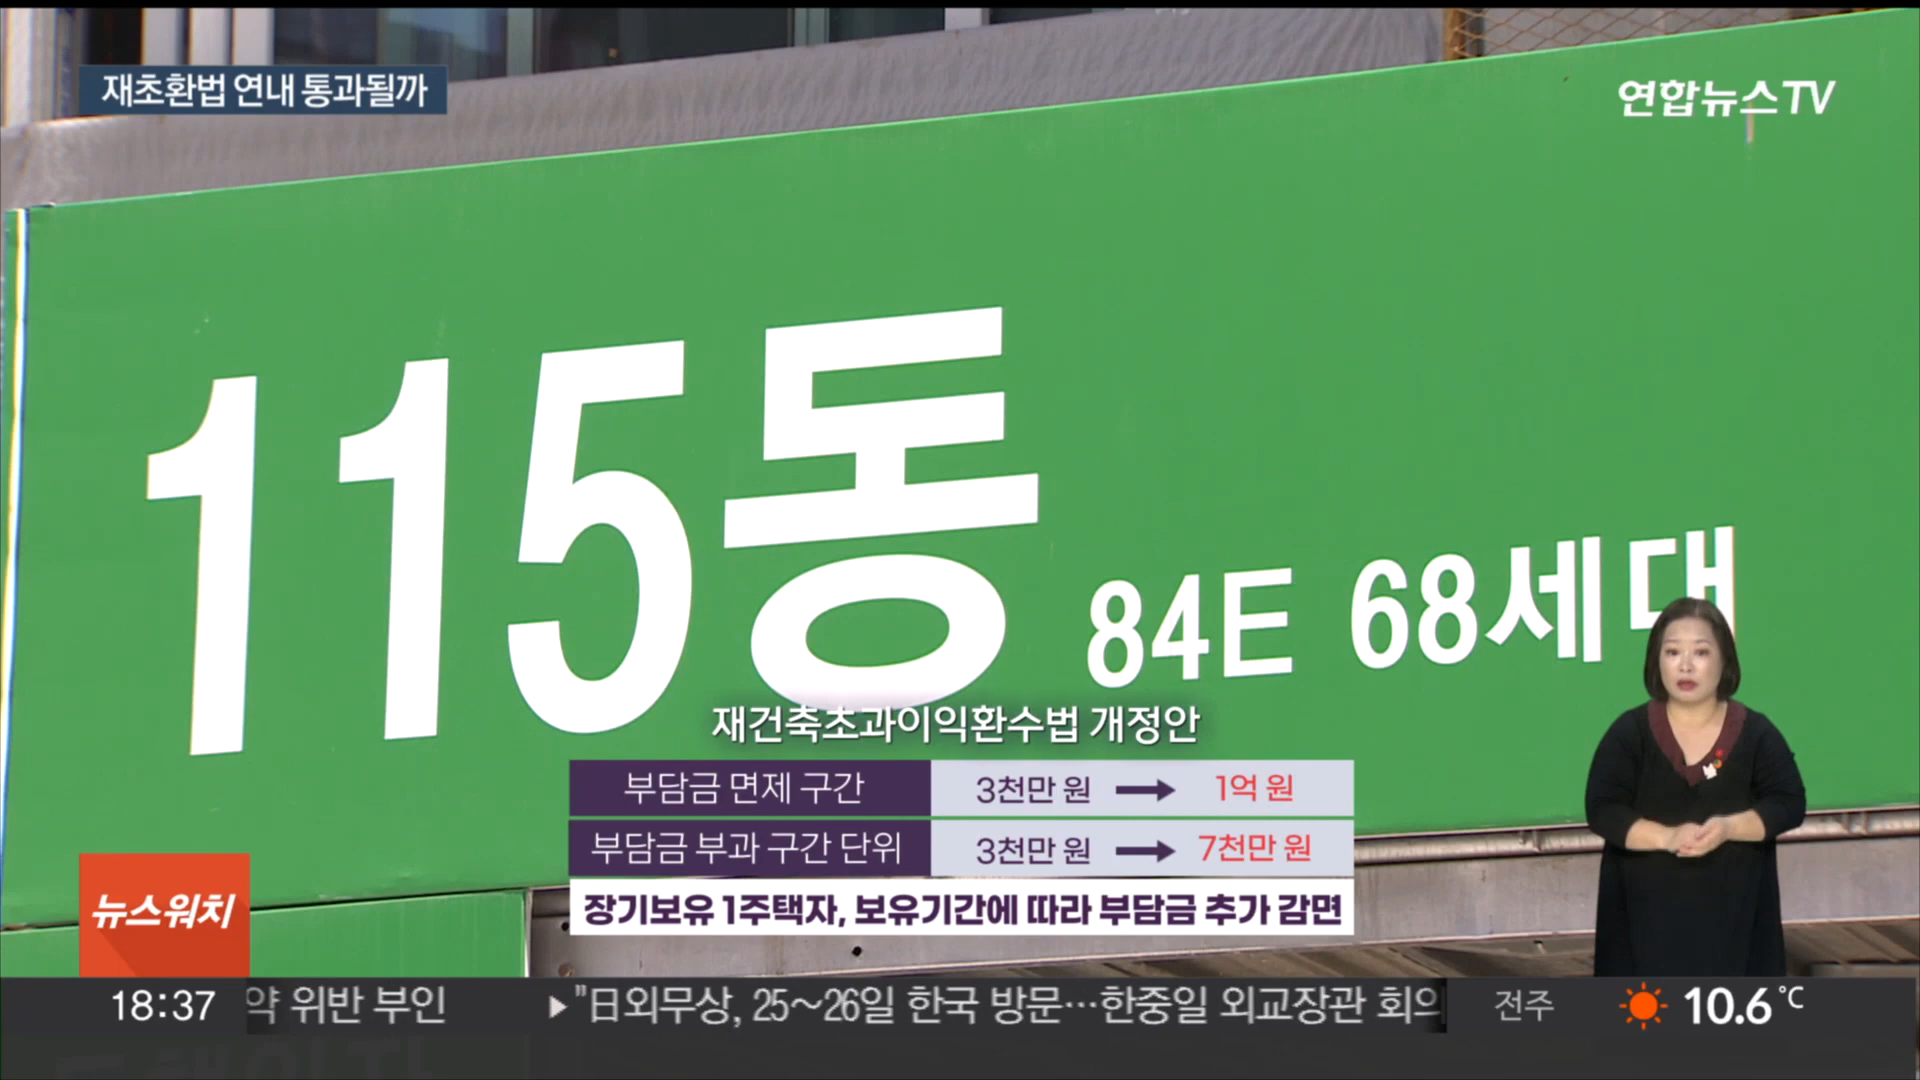 재초환법 연내 통과될까
연합뉴스TV
115동 84E 68세대
재건축초과이익환수법 개정안
부담금 면제 구간 3천만 원 → 1억 원
부담금 부과 구간 단위 3천만 원 → 7천만 원
장기보유 1주택자, 보유기간에 따라 부담금 추가 감면
뉴스워치
18:37 약 위반 부인 ▶"日외무상, 25~26일 한국 방문…한중일 외교장관 회의 전주 10.6℃